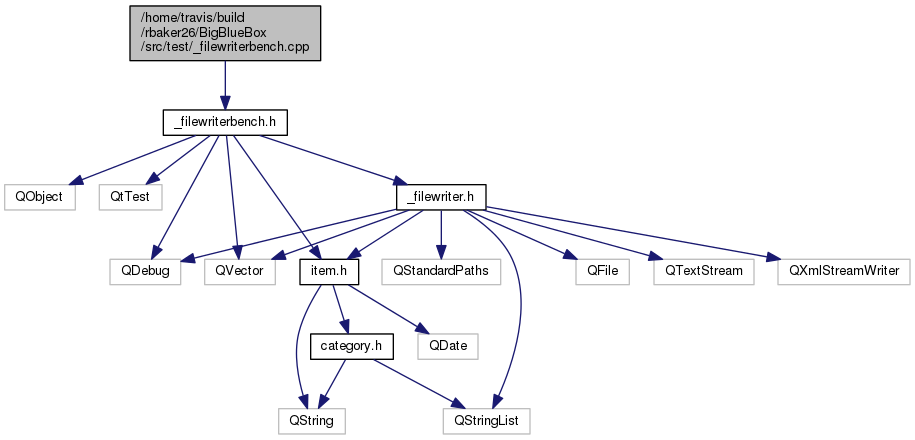 /home/travis/build
/rbaker26/BigBlueBox
/src/test/_filewriterbench.cpp
_filewriterbench.h
QObject
QtTest
_filewriter.h
QDebug
QVector
item.h
QStandardPaths
QFile
QTextStream
QXmlStreamWriter
category.h
QDate
QString
QStringList